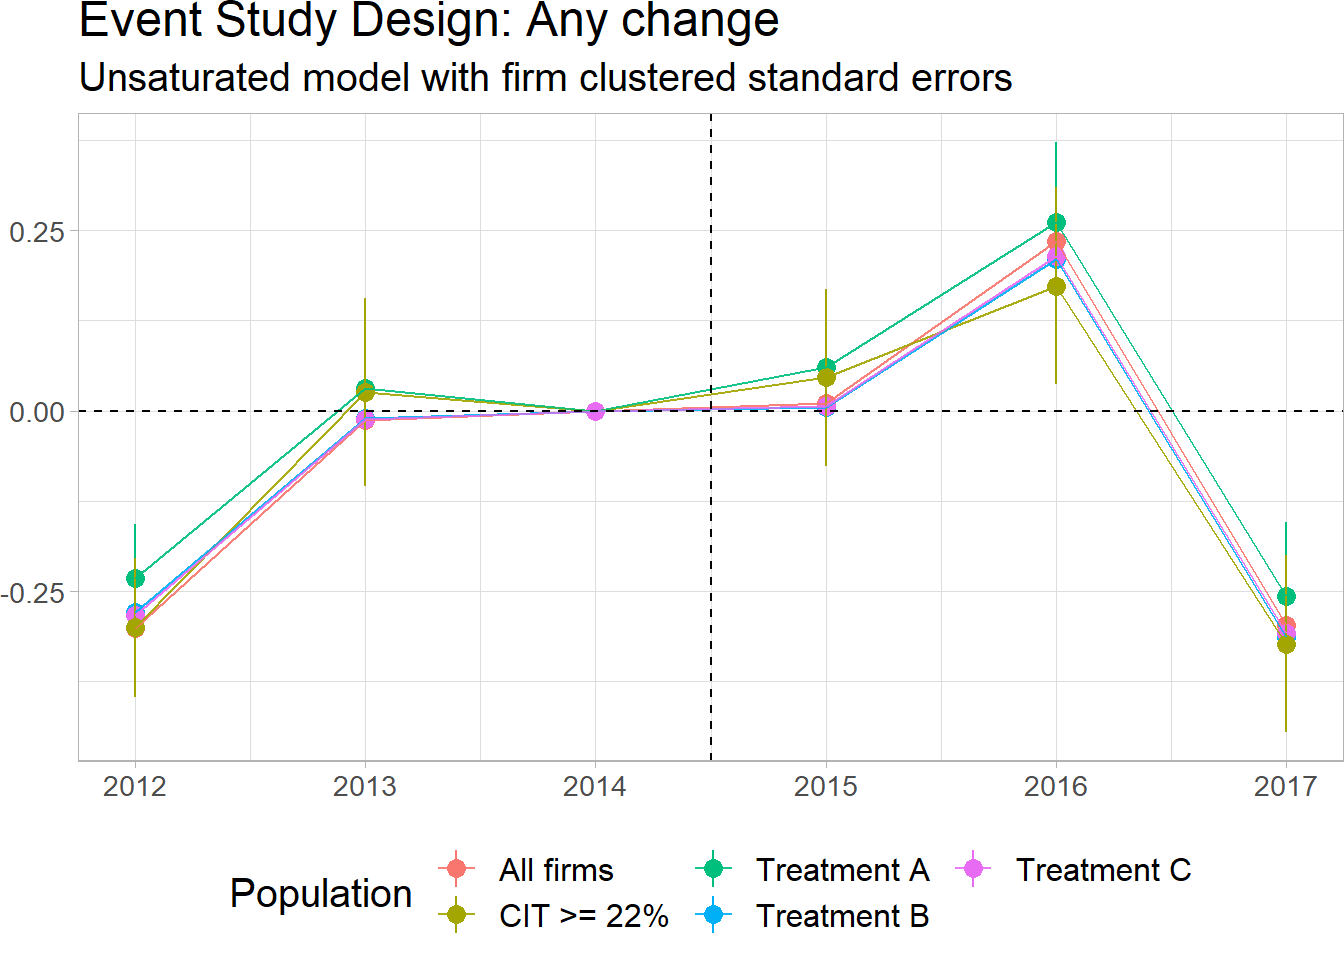 Event Study Design: Any change
Unsaturated model with firm clustered standard errors
0.25
0.00
-0.25
2012 2013 2014 2015 2016 2017
Population
All firms Treatment A Treatment C
CIT >= 22% Treatment B